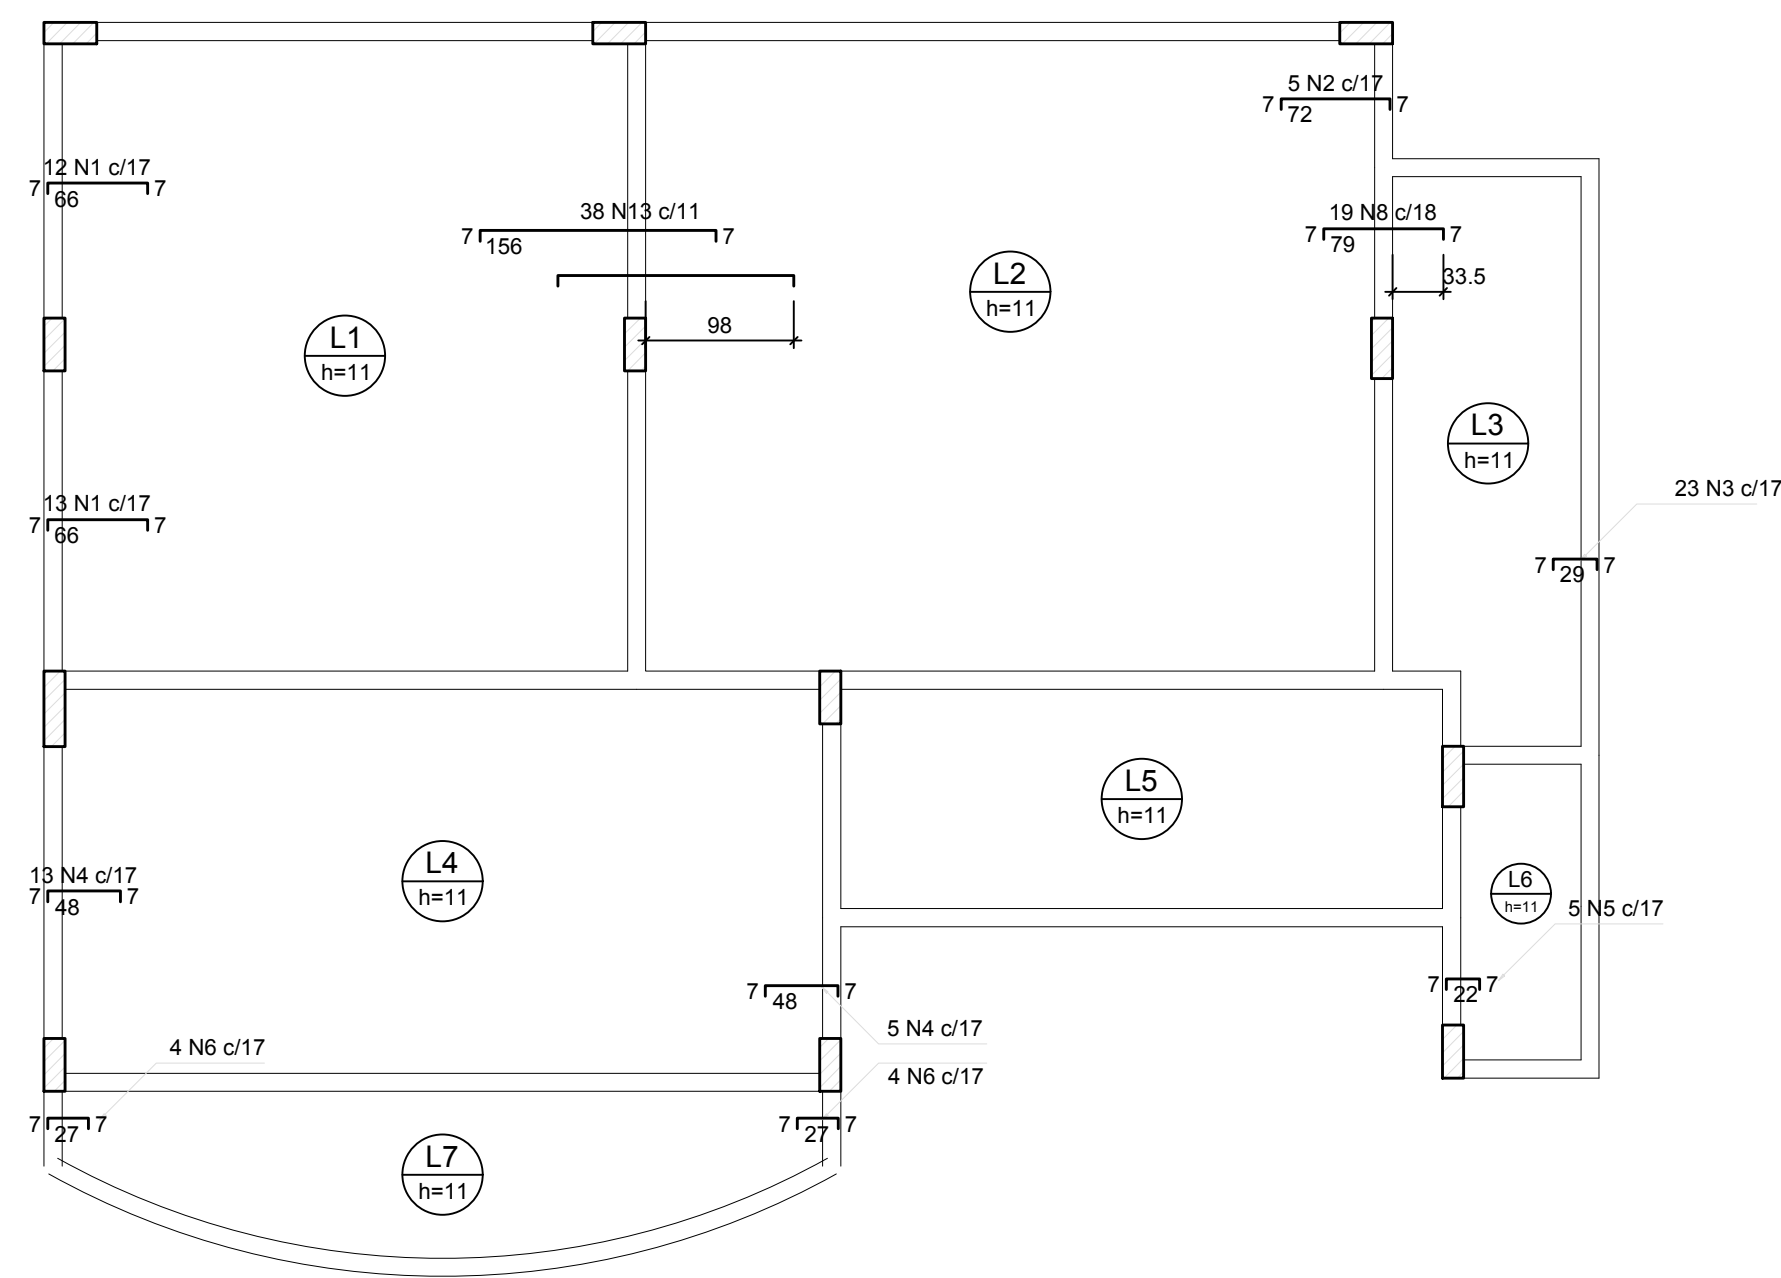 5 N2 c/17
7 72 7
12 N1 c/17
7 66 7
38 N13 c/11
7 156 7
19 N8 c/18
7 79 7
33.5
98
L1
h=11
L2
h=11
L3
h=11
23 N3 c/17
7 29 7
13 N1 c/17
7 66 7
L4
h=11
L5
h=11
L6
h=11
13 N4 c/17
7 48 7
5 N5 c/17
7 22 7
7 48 7
5 N4 c/17
4 N6 c/17
4 N6 c/17
7 27 7
7 27 7
L7
h=11